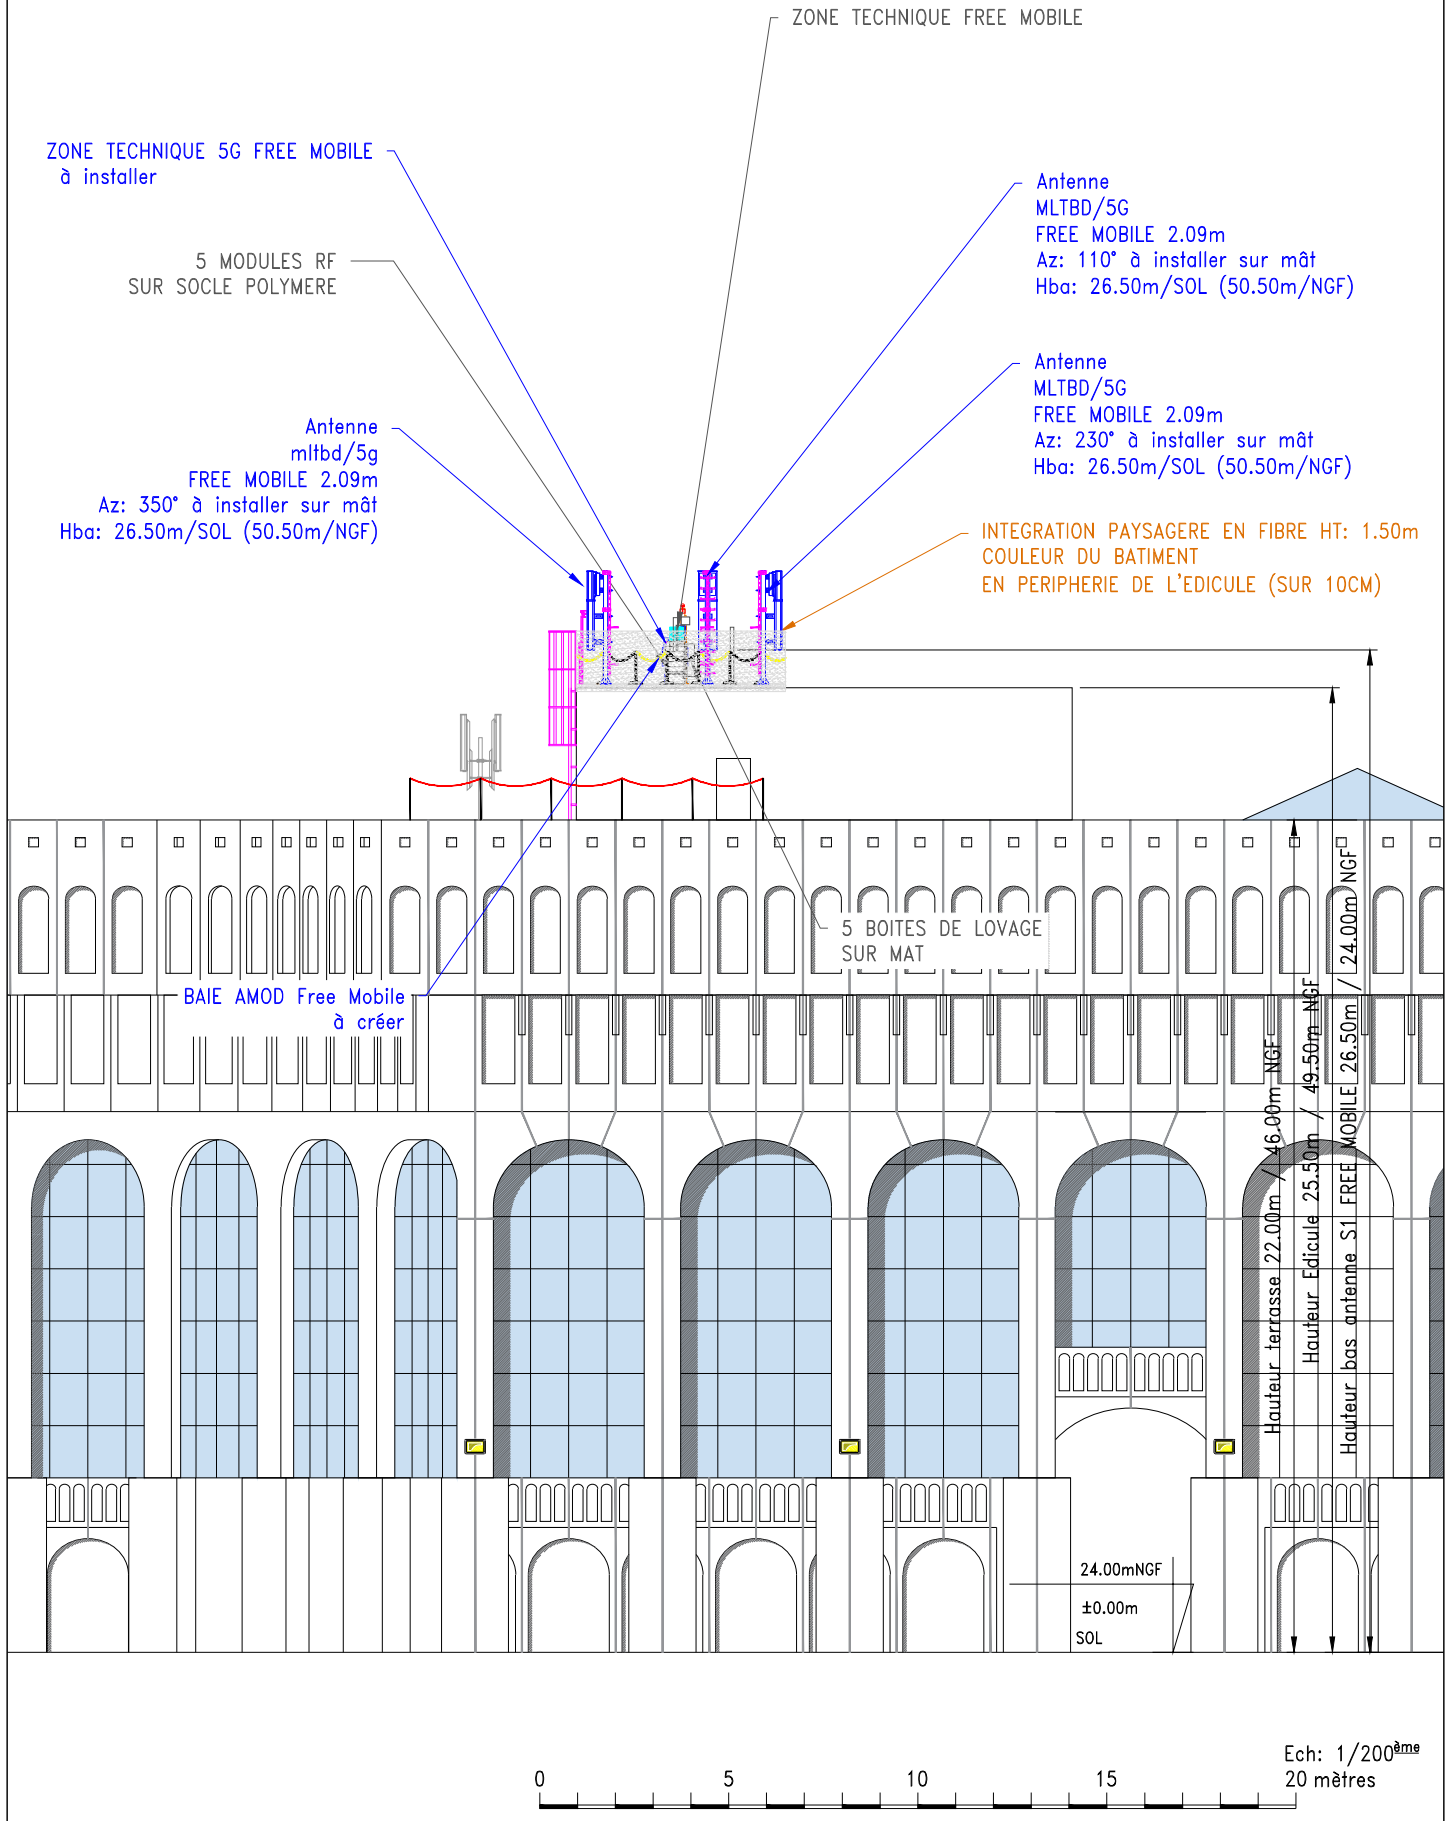 ZONE TECHNIQUE FREE MOBILE
ZONE TECHNIQUE 5G FREE MOBILE
à installer
Antenne
MLTBD/5G
FREE MOBILE 2.09m
Az: 110° à installer sur mât
Hba: 26.50m/SOL (50.50m/NGF)
5 MODULES RF
SUR SOCLE POLYMERE
Antenne
MLTBD/5G
FREE MOBILE 2.09m
Az: 230° à installer sur mât
Hba: 26.50m/SOL (50.50m/NGF)
Antenne
mltbd/5g
FREE MOBILE 2.09m
Az: 350° à installer sur mât
Hba: 26.50m/SOL (50.50m/NGF)
INTEGRATION PAYSAGERE EN FIBRE HT: 1.50m
COULEUR DU BATIMENT
EN PERIPHERIE DE L'EDICULE (SUR 10CM)
5 BOITES DE LOVAGE
SUR MAT
BAIE AMOD Free Mobile
à créer
Hauteur terrasse 22.00m / 46.00m NGF
Hauteur Edicule 25.50m / 49.50m NGF
Hauteur bas antenne S1 FREE MOBILE 26.50m / 24.00m NGF
24.00mNGF
±0.00m
SOL
Ech: 1/200ème
0 5 10 15 20 mètres